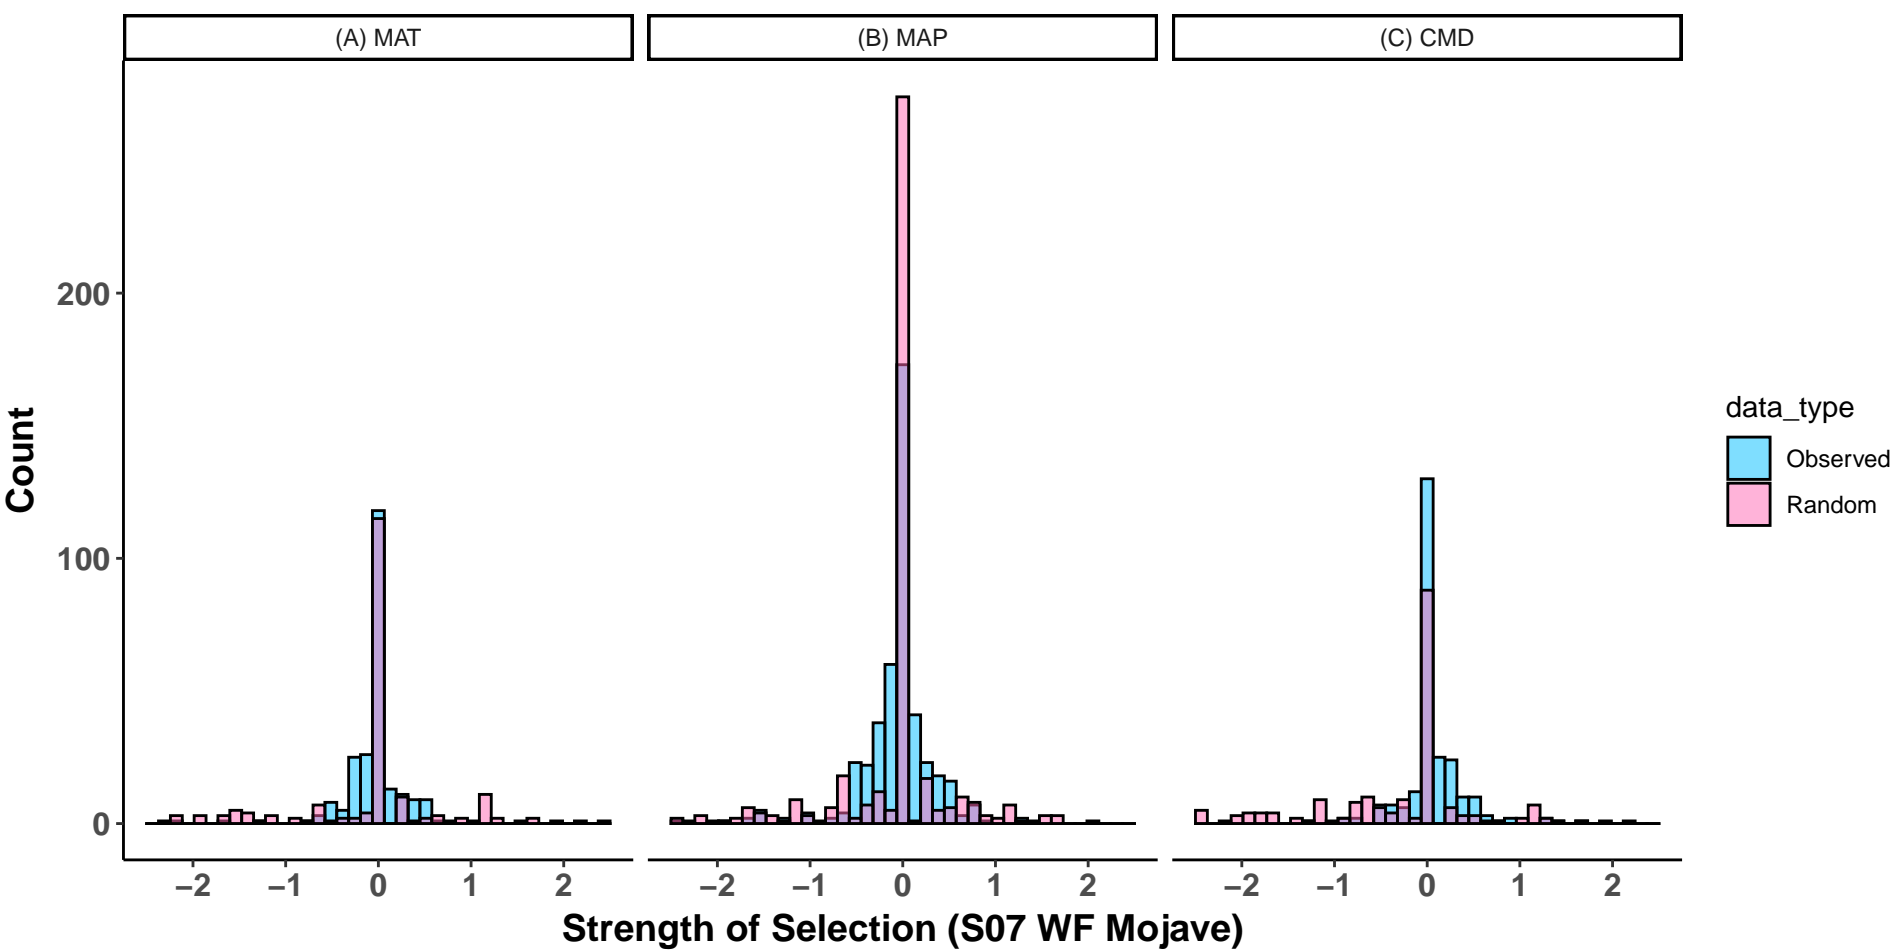 (A) MAT
(B) MAP
(C) CMD
Count
200
100
0
−2 −1 0 1 2
−2 −1 0 1 2
−2 −1 0 1 2
Strength of Selection (S07 WF Mojave)
data_type
Observed
Random